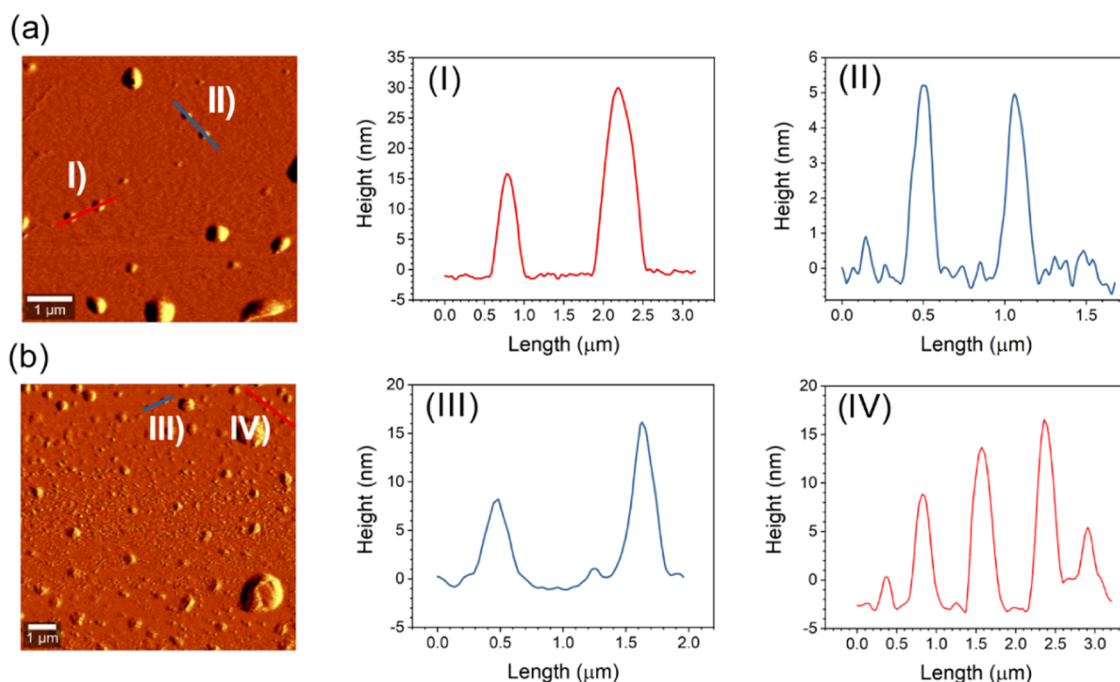 (a)
I)
II)
1 μm
(I)
Height (nm)
35
30
25
20
15
10
5
0
-5
0.0 0.5 1.0 1.5 2.0 2.5 3.0
Length (μm)
(II)
Height (nm)
6
5
4
3
2
1
0
0.0 0.5 1.0 1.5
Length (μm)
(b)
III)
IV)
1 μm
(III)
Height (nm)
20
15
10
5
0
-5
0.0 0.5 1.0 1.5 2.0
Length (μm)
(IV)
Height (nm)
20
15
10
5
0
-5
0.0 0.5 1.0 1.5 2.0 2.5 3.0
Length (μm)